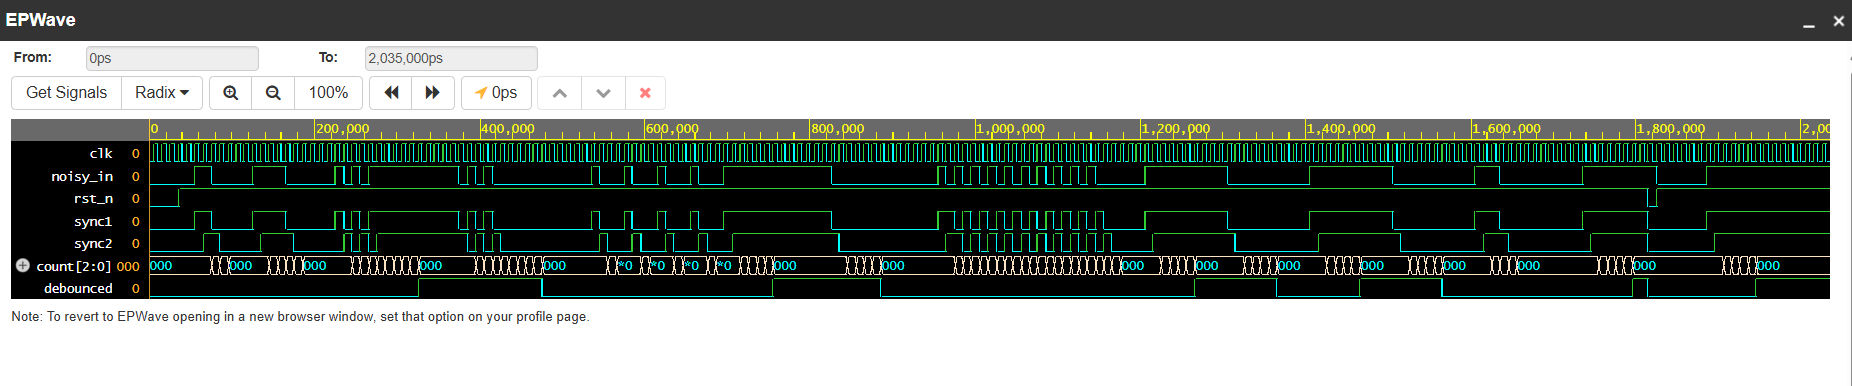 EPWave
From: 0ps To: 2,035,000ps
Get Signals Radix 100% 0ps
0 200,000 400,000 600,000 800,000 1,000,000 1,200,000 1,400,000 1,600,000 1,800,000 2,00
clk 0
noisy_in 0
rst_n 0
sync1 0
sync2 0
count[2:0] 000 000 000 000 000 000 *0 *0 *0 *0 000 000 000 000 000 000 000 000 000 000
debounced 0
Note: To revert to EPWave opening in a new browser window, set that option on your profile page.